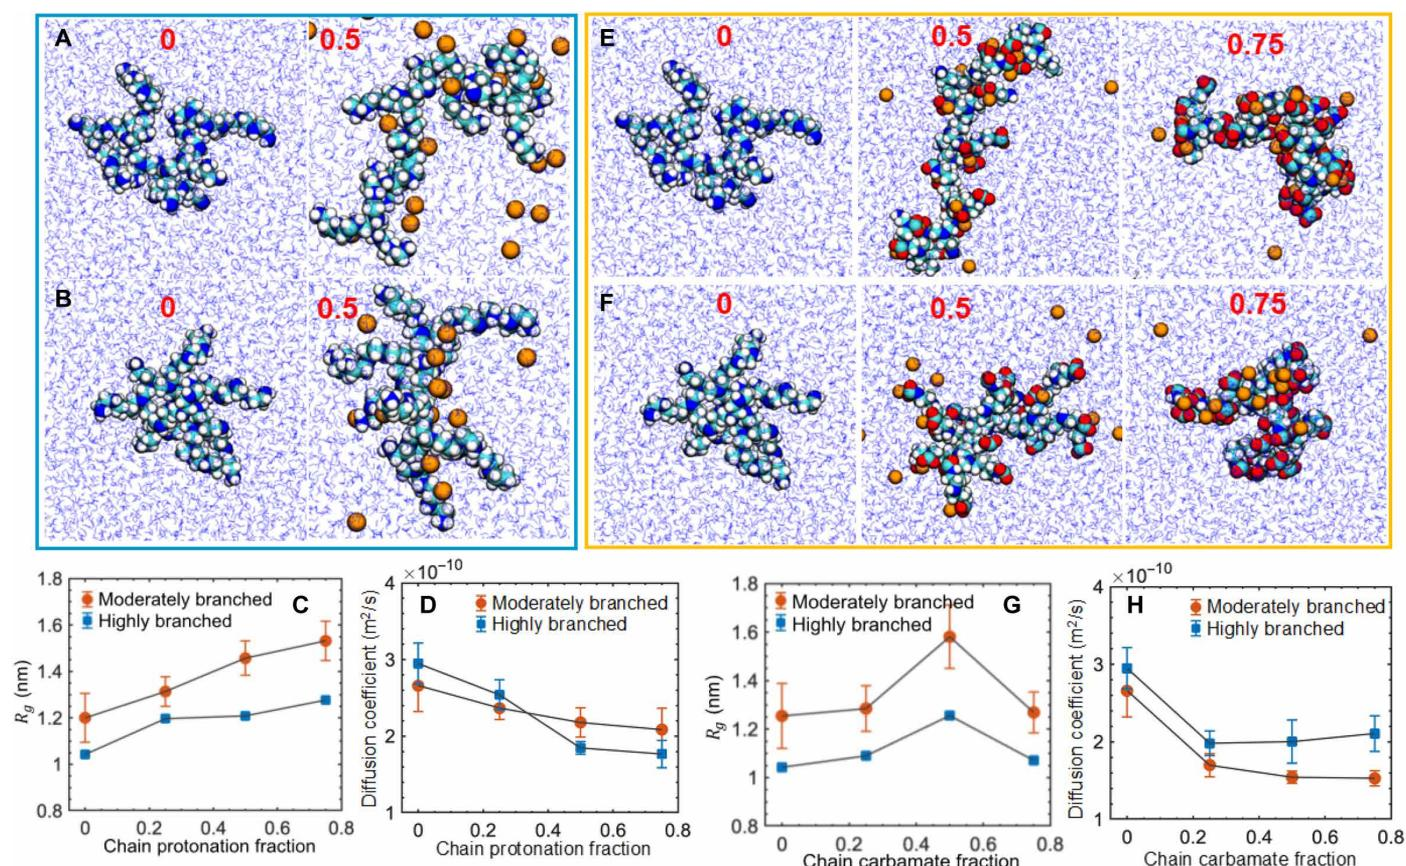 A
0
0.5
E
0
0.5
0.75
B
0
0.5
F
0
0.5
0.75
1.8
1.6
1.4
1.2
1
0.8
Rg (nm)
Moderately branched
Highly branched
C
0 0.2 0.4 0.6 0.8
Chain protonation fraction
×10⁻¹⁰
4
3
2
1
Diffusion coefficient (m²/s)
D
Moderately branched
Highly branched
0 0.2 0.4 0.6 0.8
Chain protonation fraction
1.8
1.6
1.4
1.2
1
0.8
Rg (nm)
Moderately branched
Highly branched
G
0 0.2 0.4 0.6 0.8
Chain carbamate fraction
×10⁻¹⁰
4
3
2
1
Diffusion coefficient (m²/s)
H
Moderately branched
Highly branched
0 0.2 0.4 0.6 0.8
Chain carbamate fraction